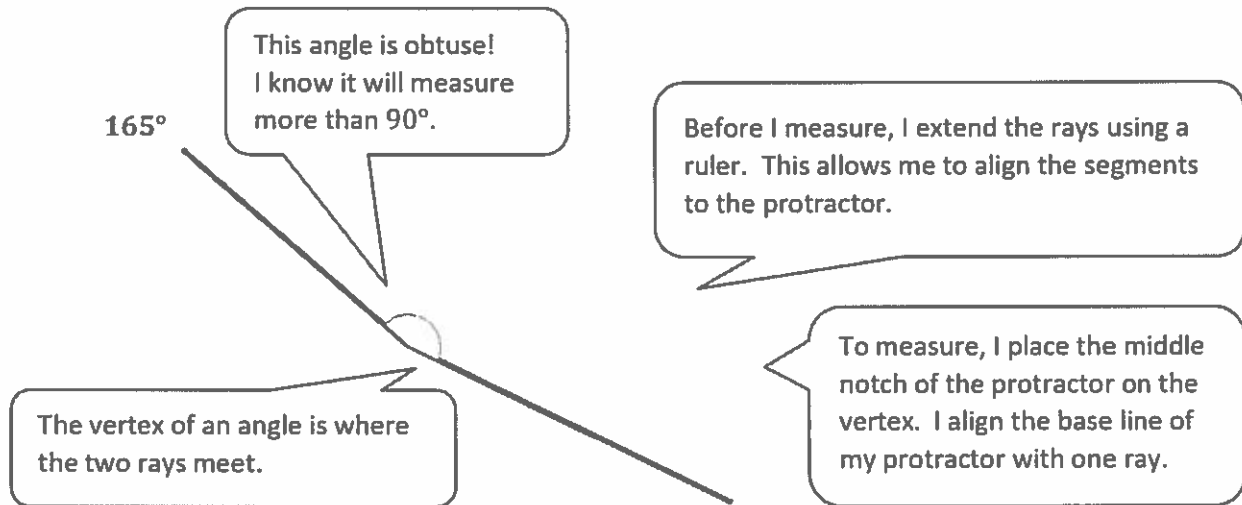 This angle is obtuse!
I know it will measure
more than 90°.
165°
Before I measure, I extend the rays using a
ruler. This allows me to align the segments
to the protractor.
To measure, I place the middle
notch of the protractor on the
vertex. I align the base line of
my protractor with one ray.
The vertex of an angle is where
the two rays meet.